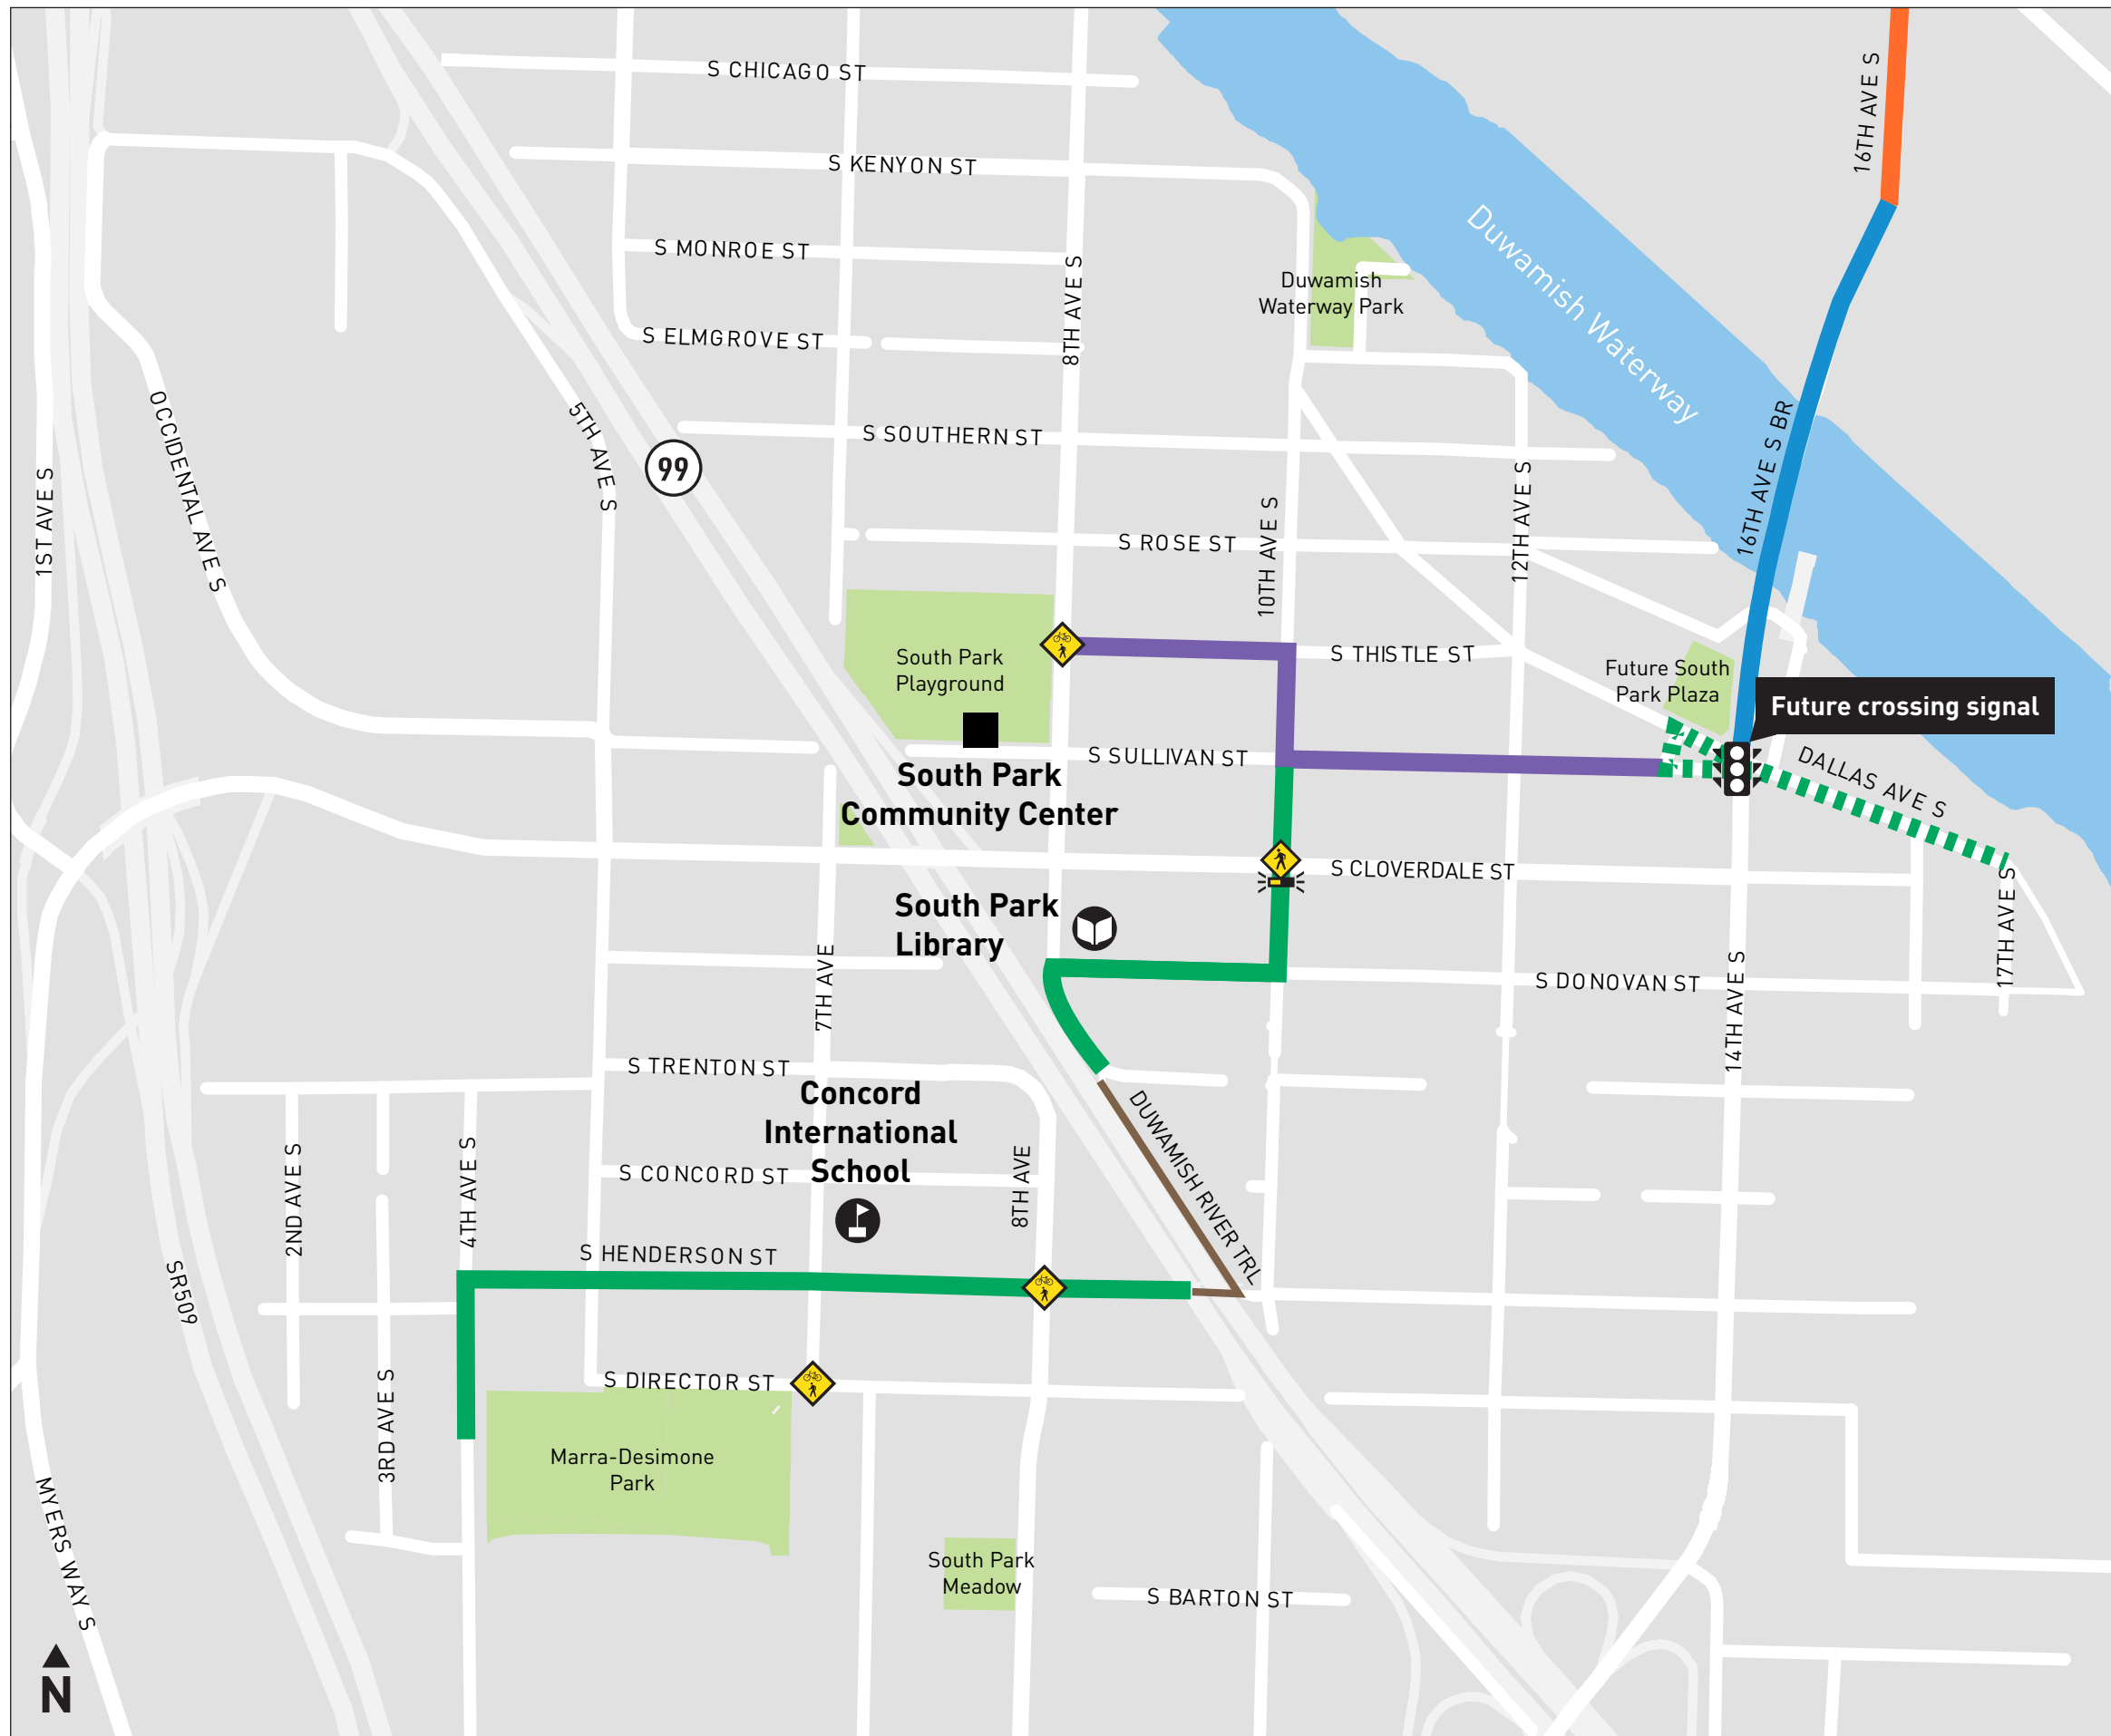 S CHICAGO ST
16TH AVE S
S KENYON ST
S MONROE ST
8TH AVE S
Duwamish
Waterway Park
Duwamish Waterway
S ELMGROVE ST
OCCIDENTAL AVE S
5TH AVE S
99
S SOUTHERN ST
16TH AVE S BR
1ST AVE S
10TH AVE S
12TH AVE S
S ROSE ST
South Park
Playground
S THISTLE ST
Future South
Park Plaza
Future crossing signal
S SULLIVAN ST
DALLAS AVE S
South Park
Community Center
S CLOVERDALE ST
South Park
Library
17TH AVE S
7TH AVE
S DONOVAN ST
14TH AVE S
S TRENTON ST
Concord
International
School
DUWAMISH RIVER TRL
2ND AVE S
4TH AVE S
S CONCORD ST
8TH AVE
S HENDERSON ST
SR509
S DIRECTOR ST
3RD AVE S
Marra-Desimone
Park
MYERS WAY S
South Park
Meadow
S BARTON ST
N